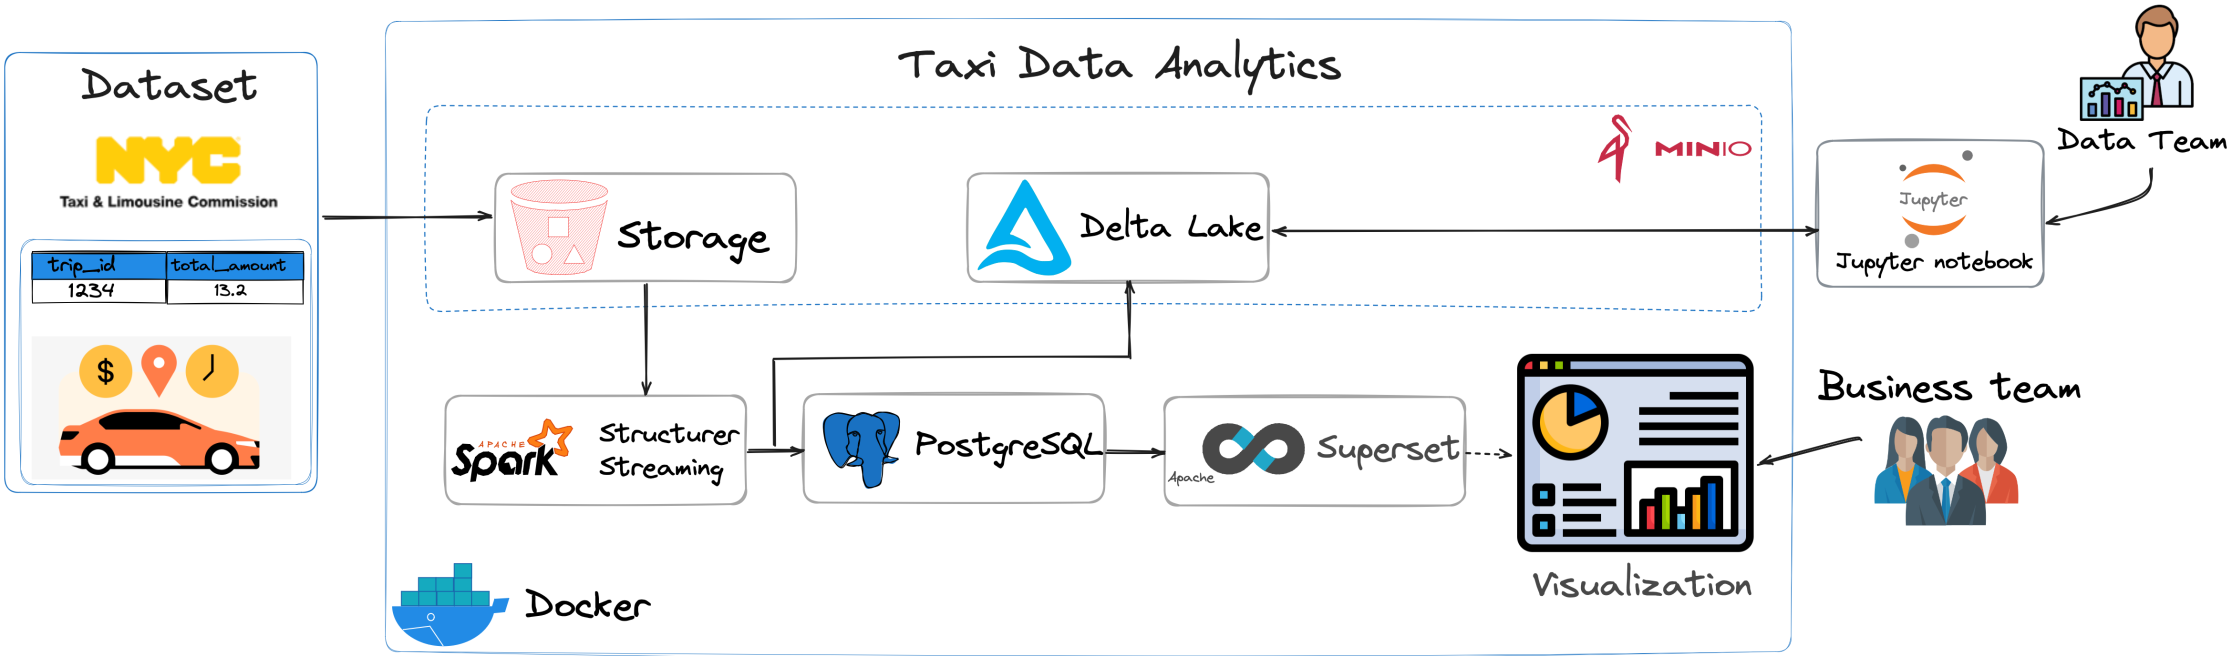 Dataset
NYC
Taxi & Limousine Commission
trip_id total_amount
1234 13.2
$
Taxi Data Analytics
MINIO
Storage
Delta Lake
APACHE
Spark
Structurer
Streaming
PostgreSQL
Apache
Superset
Visualization
Docker
Data Team
Jupyter
Jupyter notebook
Business team